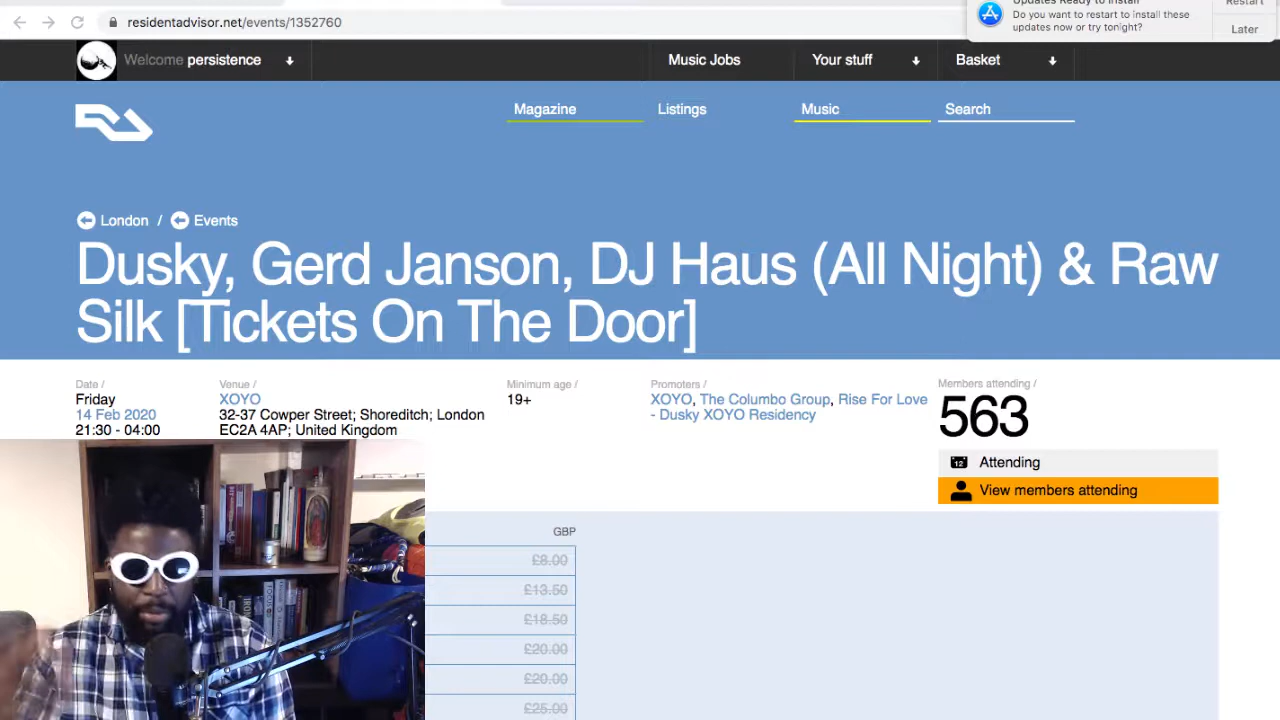 residentadvisor.net/events/1352760
Updates Ready to Install
Do you want to restart to install these
updates now or try tonight?
Restart
Later
Welcome persistence
Music Jobs
Your stuff
Basket
Magazine
Listings
Music
Search
London / Events
Dusky, Gerd Janson, DJ Haus (All Night) & Raw
Silk [Tickets On The Door]
Date /
Friday
14 Feb 2020
21:30 - 04:00
Venue /
XOYO
32-37 Cowper Street; Shoreditch; London
EC2A 4AP; United Kingdom
Minimum age /
19+
Promoters /
XOYO, The Columbo Group, Rise For Love
- Dusky XOYO Residency
Members attending /
563
12
Attending
View members attending
GBP
£8.00
£13.50
£18.50
£20.00
£20.00
£25.00